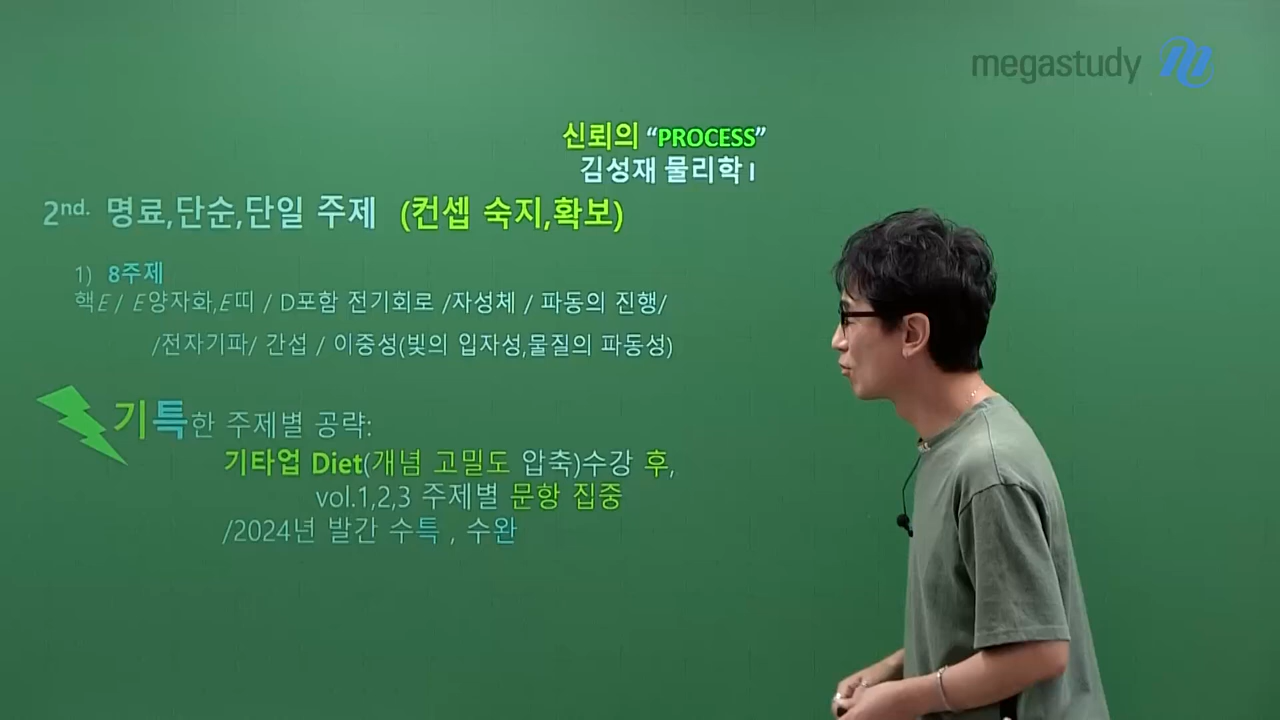 megastudy
신뢰의 “PROCESS”
김성재 물리학 I
2nd. 명료,단순,단일 주제 (컨셉 숙지,확보)
1) 8주제
핵E / E양자화,E띠 / D포함 전기회로 /자성체 / 파동의 진행/
/전자기파/ 간섭 / 이중성(빛의 입자성,물질의 파동성)
기특한 주제별 공략:
기타업 Diet(개념 고밀도 압축)수강 후,
vol.1,2,3 주제별 문항 집중
/2024년 발간 수특 , 수완